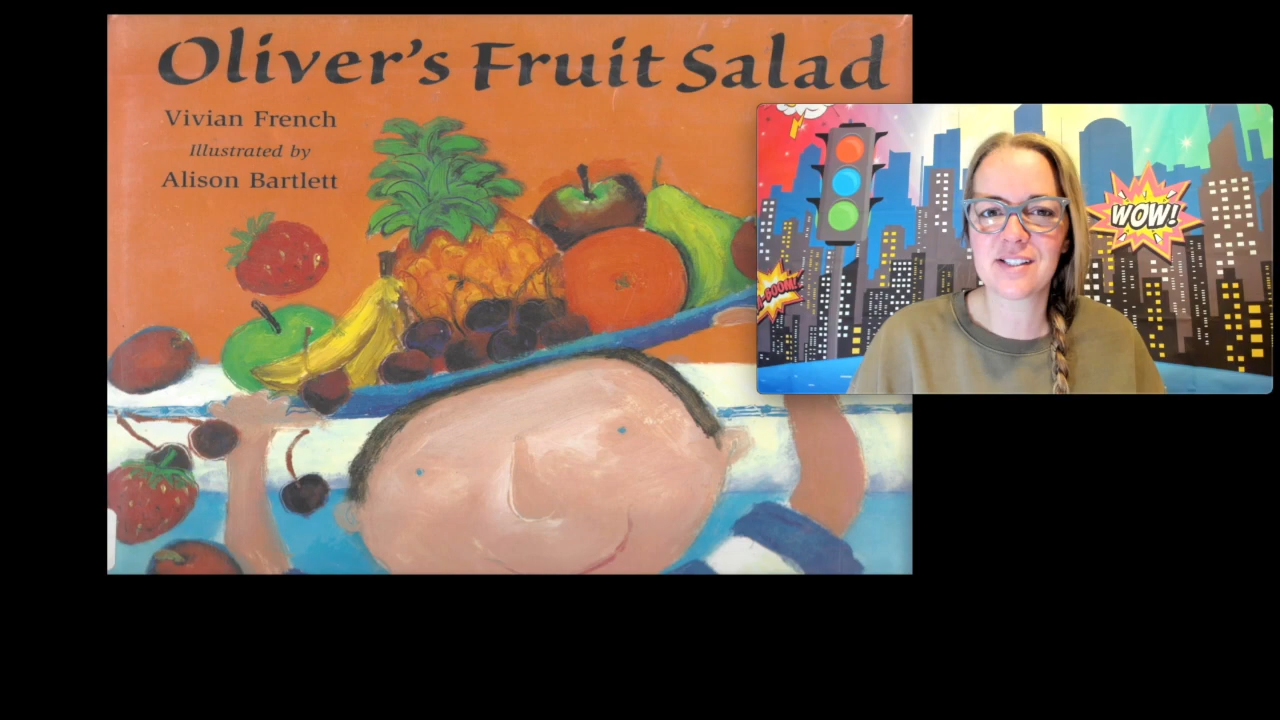 Oliver's Fruit Salad
Vivian French
Illustrated by
Alison Bartlett
WOW!